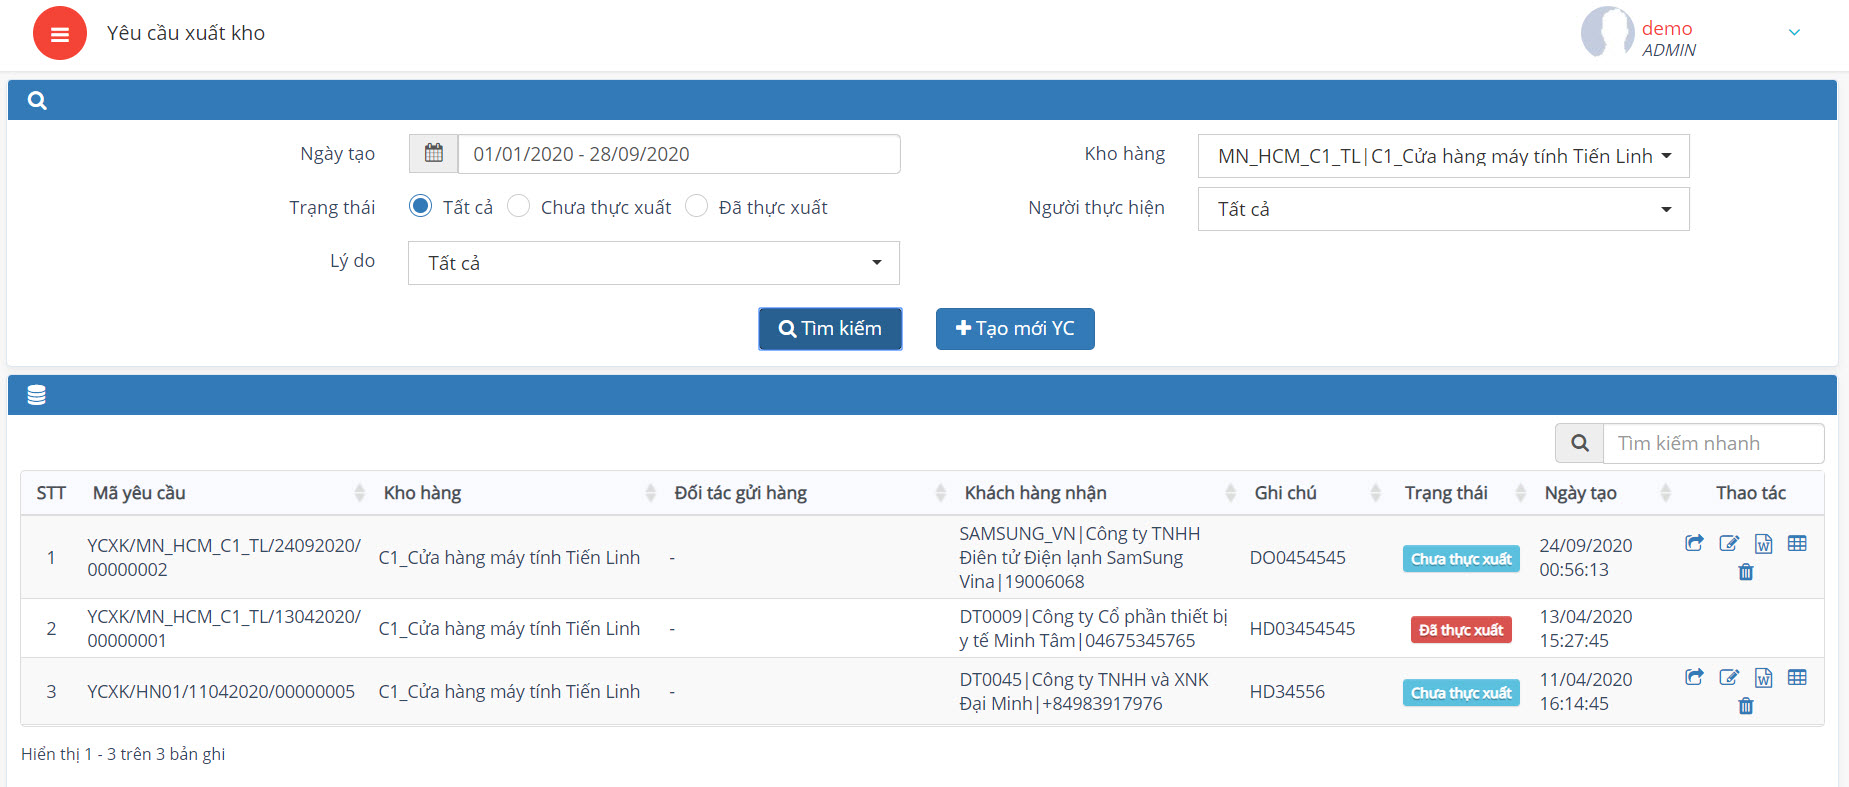 Yêu cầu xuất kho
demo
ADMIN
Ngày tạo
01/01/2020 - 28/09/2020
Kho hàng
MN_HCM_C1_TL|C1_Cửa hàng máy tính Tiến Linh
Trạng thái
Tất cả
Chưa thực xuất
Đã thực xuất
Người thực hiện
Tất cả
Lý do
Tất cả
Tìm kiếm
Tạo mới YC
Tìm kiếm nhanh
STT Mã yêu cầu Kho hàng Đối tác gửi hàng Khách hàng nhận Ghi chú Trạng thái Ngày tạo Thao tác
1
YCXK/MN_HCM_C1_TL/24092020/
00000002
C1_Cửa hàng máy tính Tiến Linh
-
SAMSUNG_VN|Công ty TNHH
Điên tử Điện lạnh SamSung
Vina|19006068
DO0454545
Chưa thực xuất
24/09/2020
00:56:13
2
YCXK/MN_HCM_C1_TL/13042020/
00000001
C1_Cửa hàng máy tính Tiến Linh
-
DT0009|Công ty Cổ phần thiết bị
y tế Minh Tâm|04675345765
HD03454545
Đã thực xuất
13/04/2020
15:27:45
3
YCXK/HN01/11042020/00000005
C1_Cửa hàng máy tính Tiến Linh
-
DT0045|Công ty TNHH và XNK
Đại Minh|+84983917976
HD34556
Chưa thực xuất
11/04/2020
16:14:45
Hiển thị 1 - 3 trên 3 bản ghi